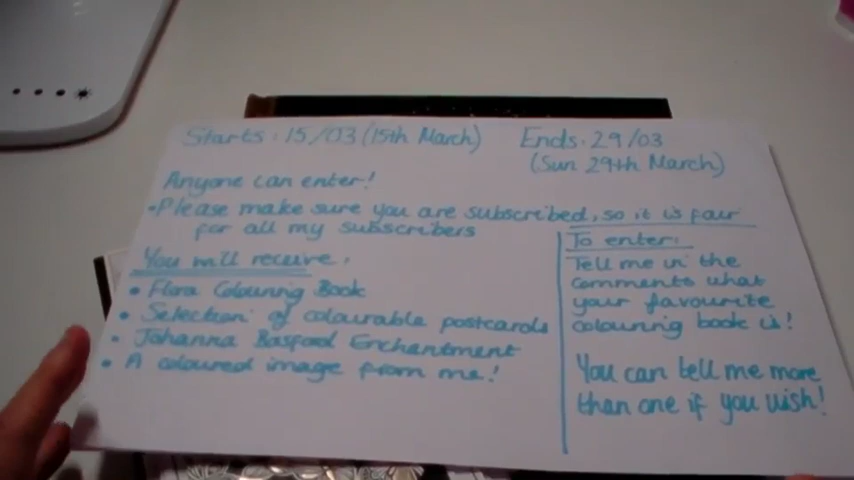 Starts: 15/03 (15th March)
Ends: 29/03
(Sun 29th March)
Anyone can enter!
• Please make sure you are subscribed, so it is fair
for all my subscribers
You will receive:
• Flora Colouring Book
• Selection of colourable postcards
• Johanna Basford Enchantment
• A coloured image from me!
To enter:
Tell me in the
comments what
your favourite
colouring book is!
You can tell me more
than one if you wish!